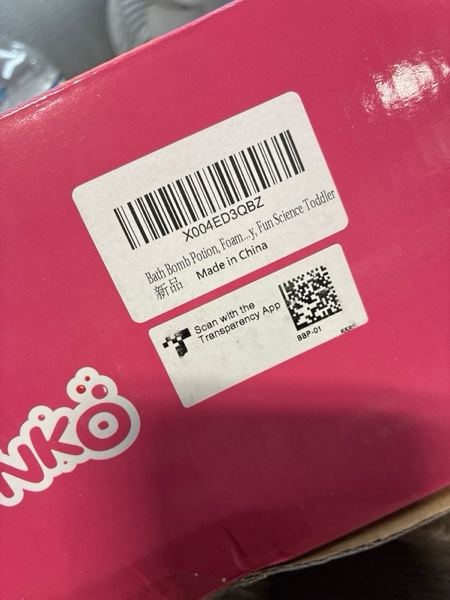 X004ED3QBZ
Bath Bomb Potion, Foam...y, Fun Science Toddler
新品
Made in China
Scan with the
Transparency App
BBP-01
NKO